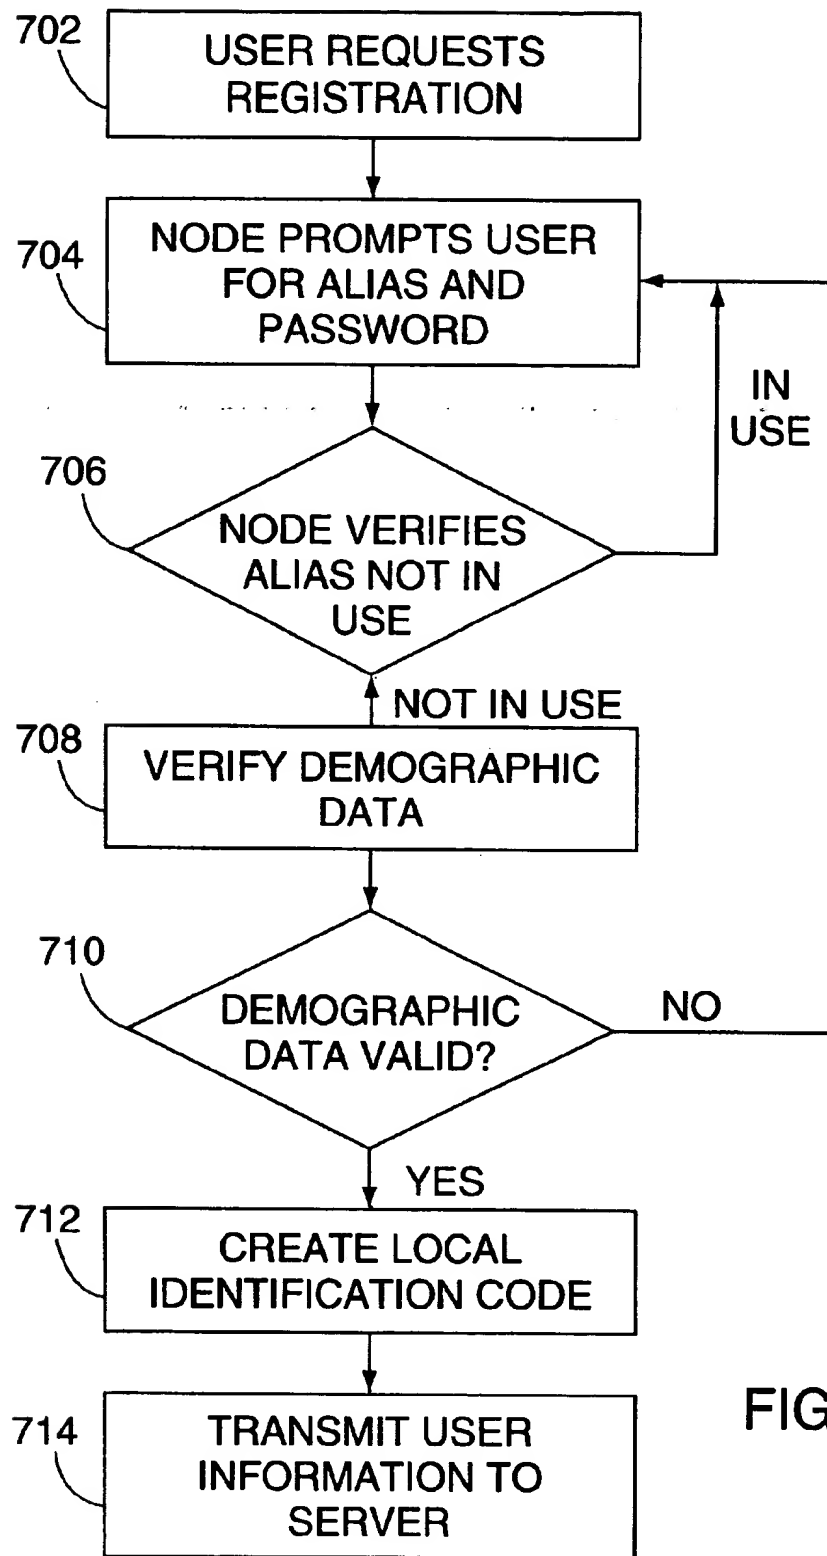 702
USER REQUESTS
REGISTRATION
704
NODE PROMPTS USER
FOR ALIAS AND
PASSWORD
IN
USE
706
NODE VERIFIES
ALIAS NOT IN
USE
NOT IN USE
708
VERIFY DEMOGRAPHIC
DATA
710
DEMOGRAPHIC
DATA VALID?
NO
YES
712
CREATE LOCAL
IDENTIFICATION CODE
714
TRANSMIT USER
INFORMATION TO
SERVER
FIG